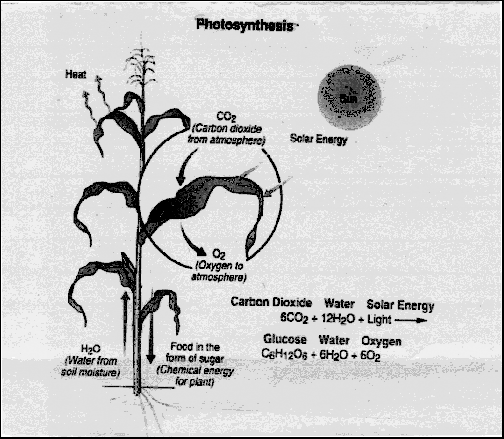 Photosynthesis
Heat
Sun
CO2
(Carbon dioxide
from atmosphere)
Solar Energy
O2
(Oxygen to
atmosphere)
Carbon Dioxide Water Solar Energy
6CO2 + 12H2O + Light
Glucose Water Oxygen
C6H12O6 + 6H2O + 6O2
H2O
(Water from
soil moisture)
Food in the
form of sugar
(Chemical energy
for plant)